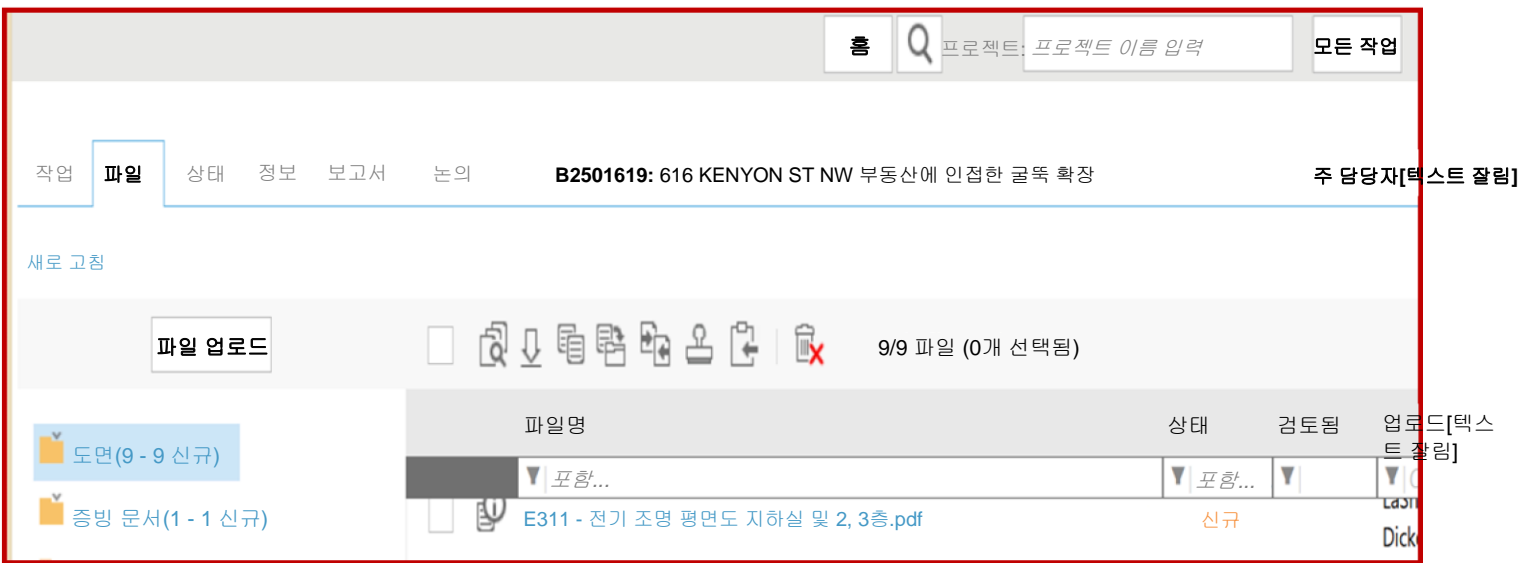 홈 프로젝트: 프로젝트 이름 입력 모든 작업
작업 파일 상태 정보 보고서 논의 B2501619: 616 KENYON ST NW 부동산에 인접한 굴뚝 확장 주 담당자[텍스트 잘림]
새로 고침
파일 업로드 9/9 파일 (0개 선택됨)
파일명 상태 검토됨 업로드[텍스
트 잘림]
도면(9 - 9 신규)
포함... 포함...
증빙 문서(1 - 1 신규) E311 - 전기 조명 평면도 지하실 및 2, 3층.pdf 신규